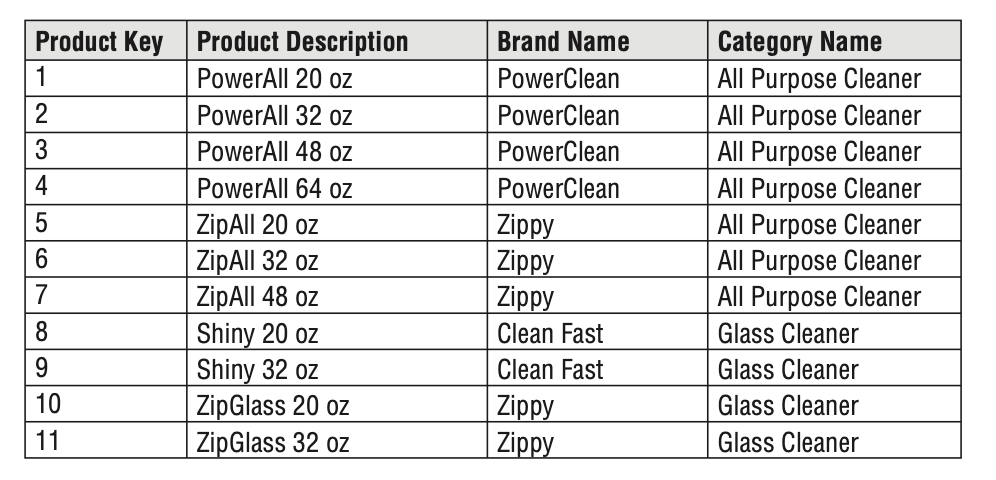 Product Key Product Description Brand Name Category Name
1 PowerAll 20 oz PowerClean All Purpose Cleaner
2 PowerAll 32 oz PowerClean All Purpose Cleaner
3 PowerAll 48 oz PowerClean All Purpose Cleaner
4 PowerAll 64 oz PowerClean All Purpose Cleaner
5 ZipAll 20 oz Zippy All Purpose Cleaner
6 ZipAll 32 oz Zippy All Purpose Cleaner
7 ZipAll 48 oz Zippy All Purpose Cleaner
8 Shiny 20 oz Clean Fast Glass Cleaner
9 Shiny 32 oz Clean Fast Glass Cleaner
10 ZipGlass 20 oz Zippy Glass Cleaner
11 ZipGlass 32 oz Zippy Glass Cleaner